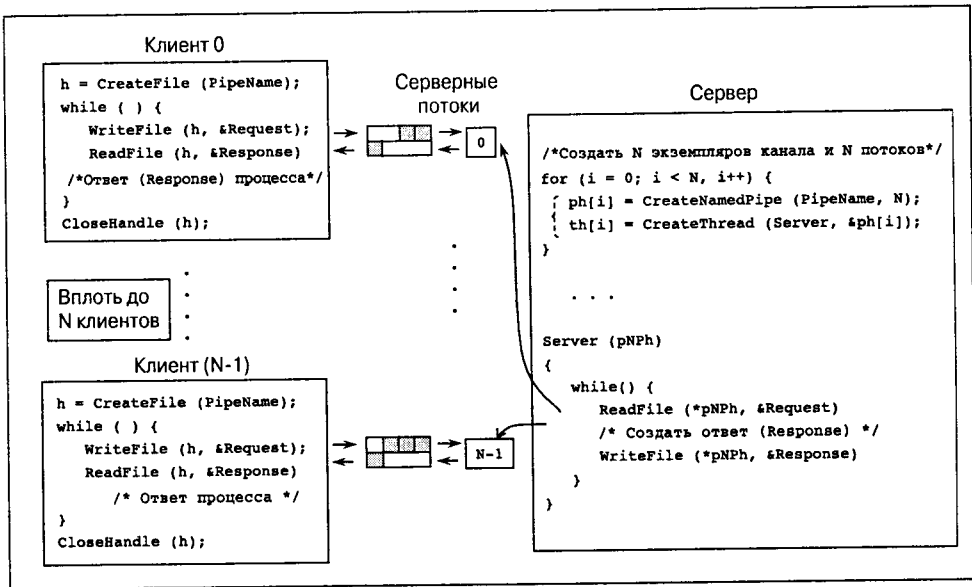 Клиент 0
h = CreateFile (PipeName);
while ( ) {
WriteFile (h, &Request);
ReadFile (h, &Response)
/*Ответ (Response) процесса*/
}
CloseHandle (h);
Вплоть до
N клиентов
Клиент (N-1)
h = CreateFile (PipeName);
while ( ) {
WriteFile (h, &Request);
ReadFile (h, &Response)
/* Ответ процесса */
}
CloseHandle (h);
Серверные
потоки
0
N-1
Сервер
/*Создать N экземпляров канала и N потоков*/
for (i = 0; i < N, i++) {
ph[i] = CreateNamedPipe (PipeName, N);
th[i] = CreateThread (Server, &ph[i]);
}
. . .
Server (pNPh)
{
while() {
ReadFile (*pNPh, &Request)
/* Создать ответ (Response) */
WriteFile (*pNPh, &Response)
}
}